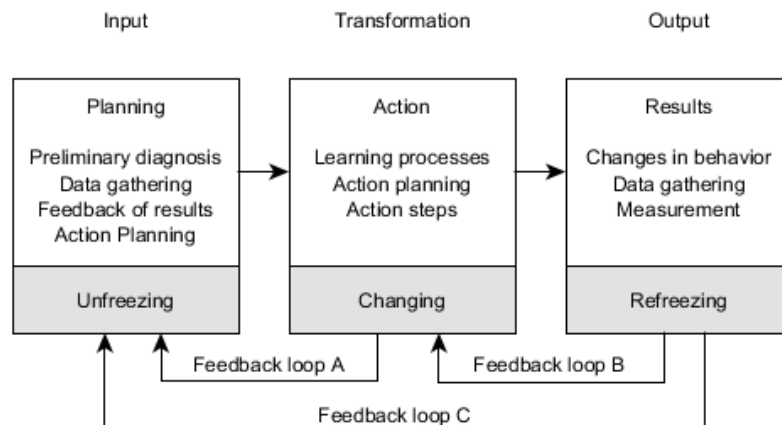 Input
Transformation
Output
Planning
Preliminary diagnosis
Data gathering
Feedback of results
Action Planning
Unfreezing
Action
Learning processes
Action planning
Action steps
Changing
Results
Changes in behavior
Data gathering
Measurement
Refreezing
Feedback loop A
Feedback loop B
Feedback loop C